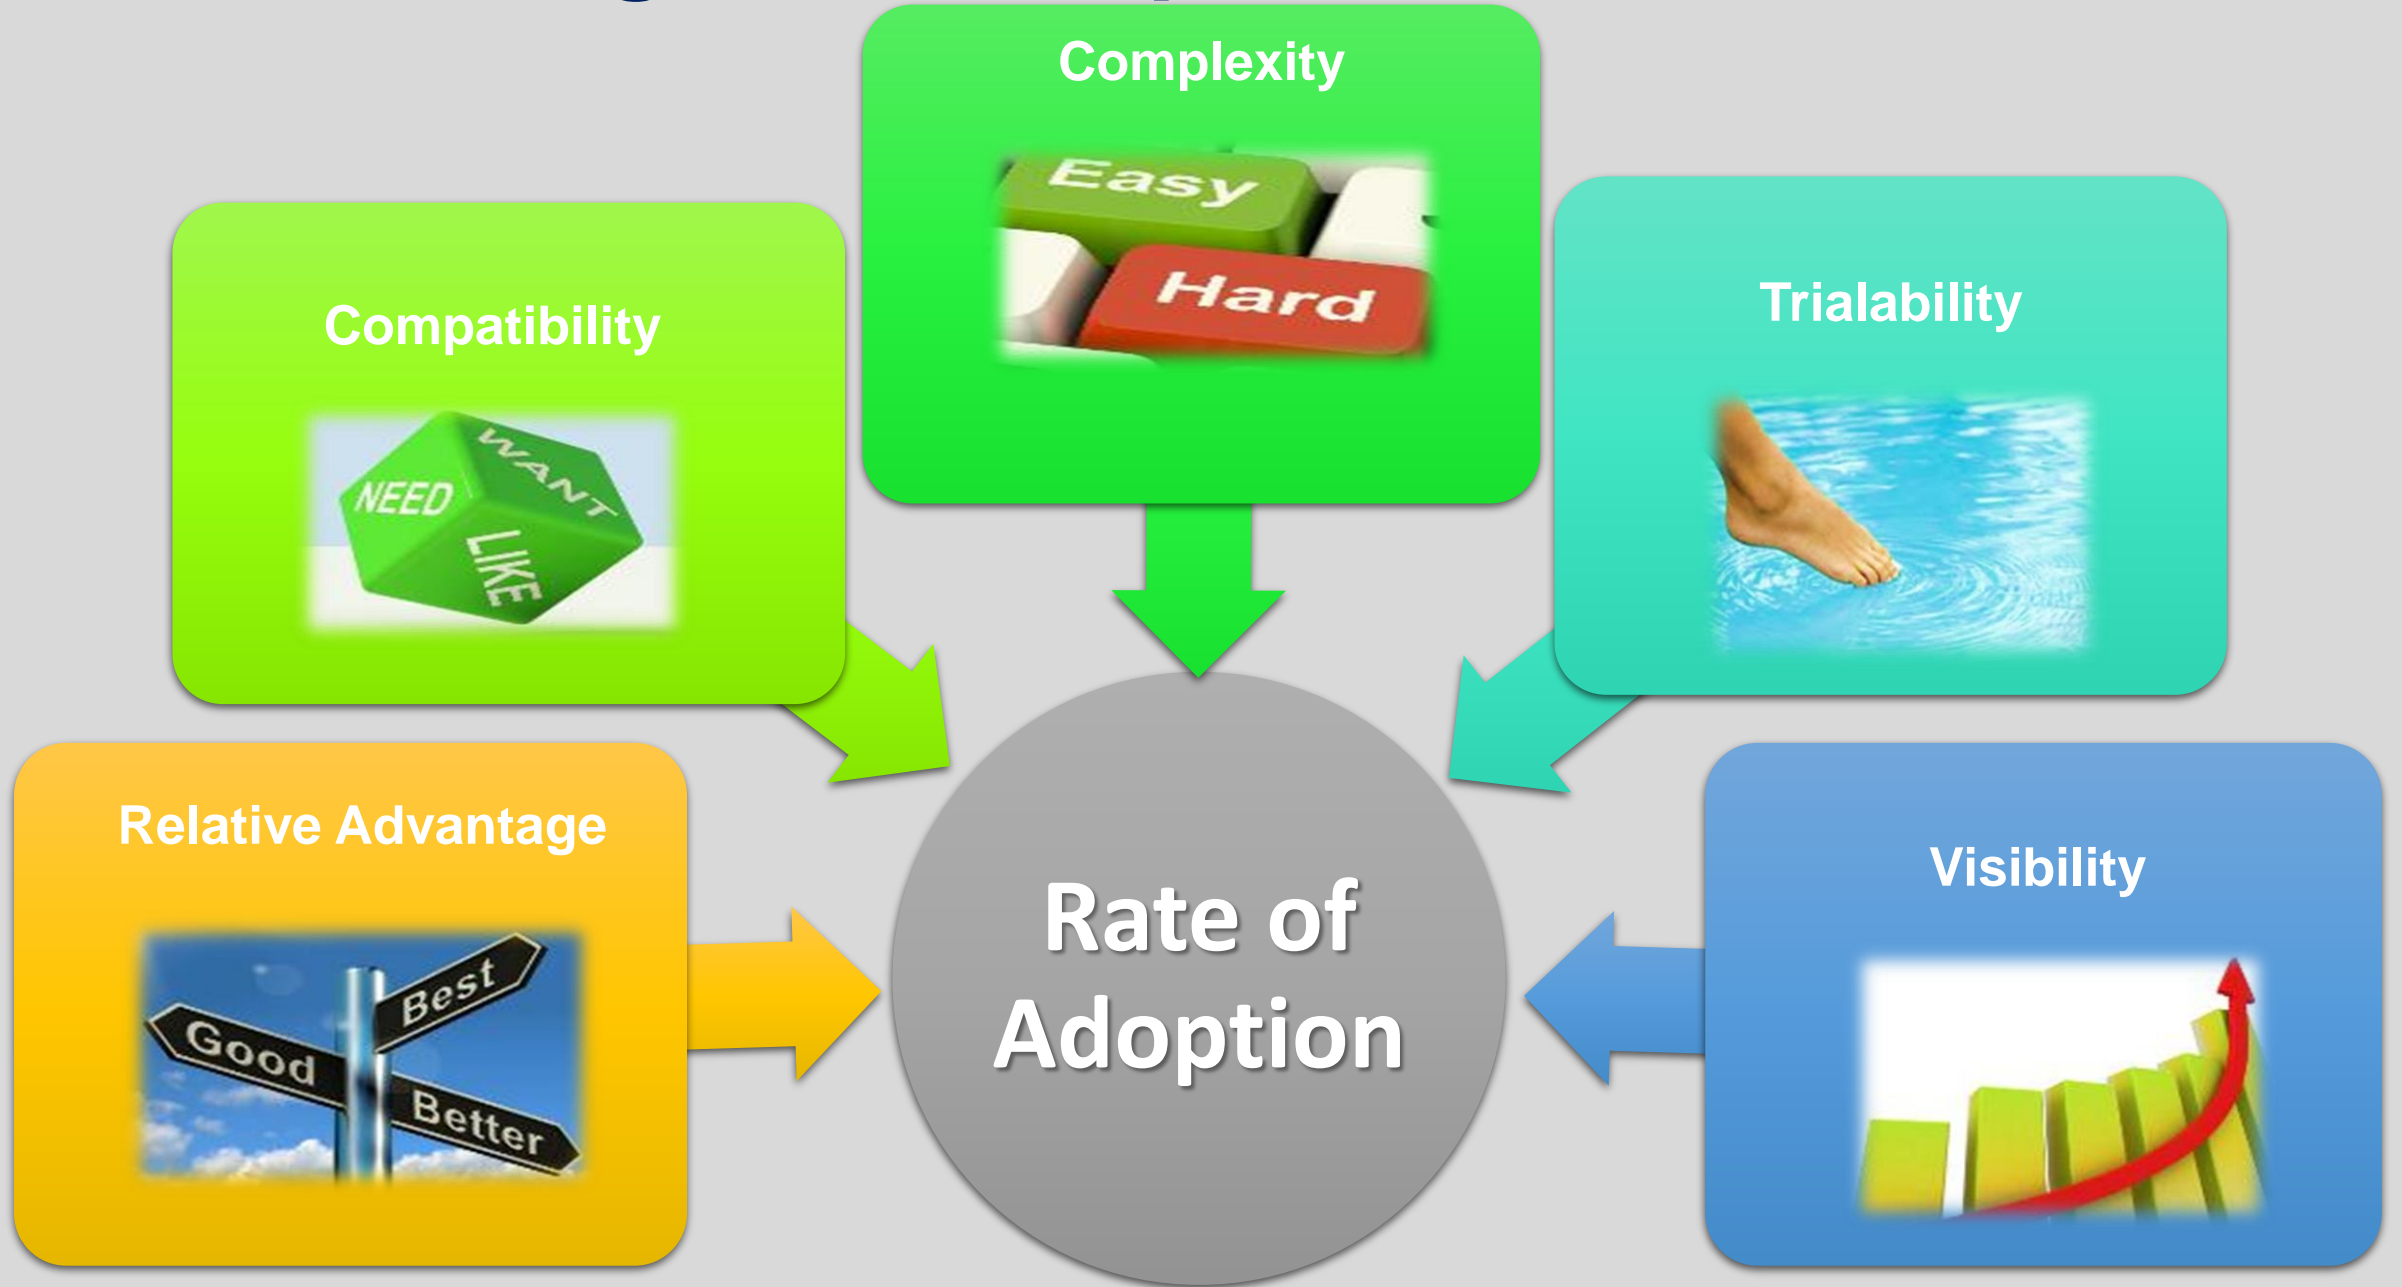 Complexity
Easy
Hard
Compatibility
WANT
NEED
LIKE
Trialability
Relative Advantage
Best
Good
Better
Rate of
Adoption
Visibility